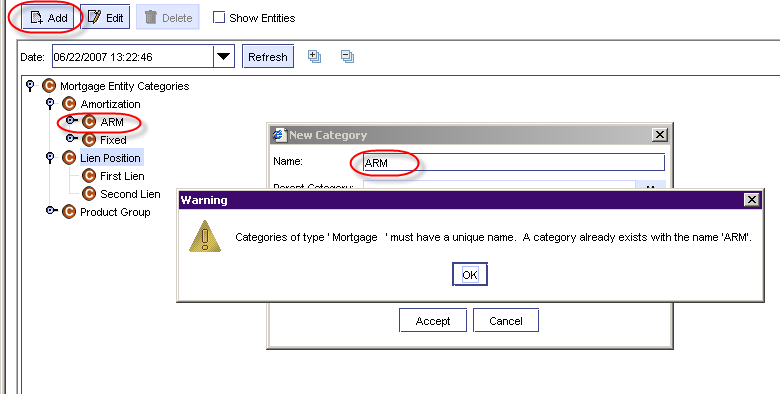 Add Edit Delete Show Entities
Date: 06/22/2007 13:22:46 Refresh
Mortgage Entity Categories
Amortization
ARM
Fixed
Lien Position
First Lien
Second Lien
Product Group
New Category
Name: ARM
Parent Category:
Warning
Categories of type ' Mortgage ' must have a unique name. A category already exists with the name 'ARM'.
OK
Accept Cancel